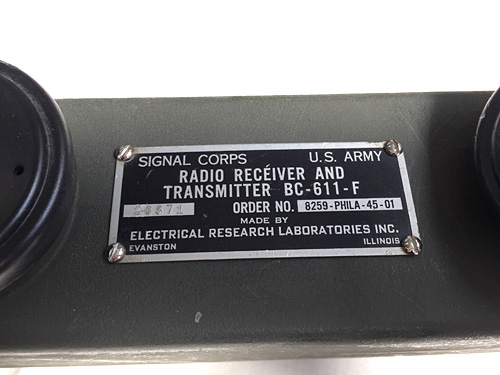 SIGNAL CORPS U.S. ARMY
RADIO RECEIVER AND
TRANSMITTER BC-611-F
ORDER NO. 8259-PHILA-45-01
MADE BY
ELECTRICAL RESEARCH LABORATORIES INC.
EVANSTON ILLINOIS